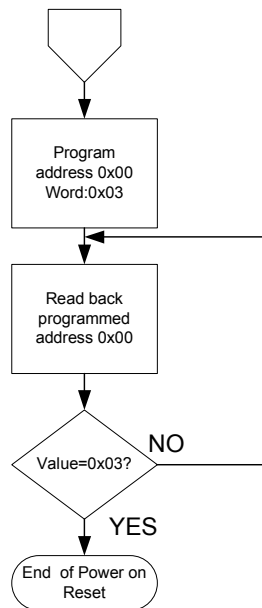 Program
address 0x00
Word:0x03
Read back
programmed
address 0x00
Value=0x03?
NO
YES
End of Power on
Reset